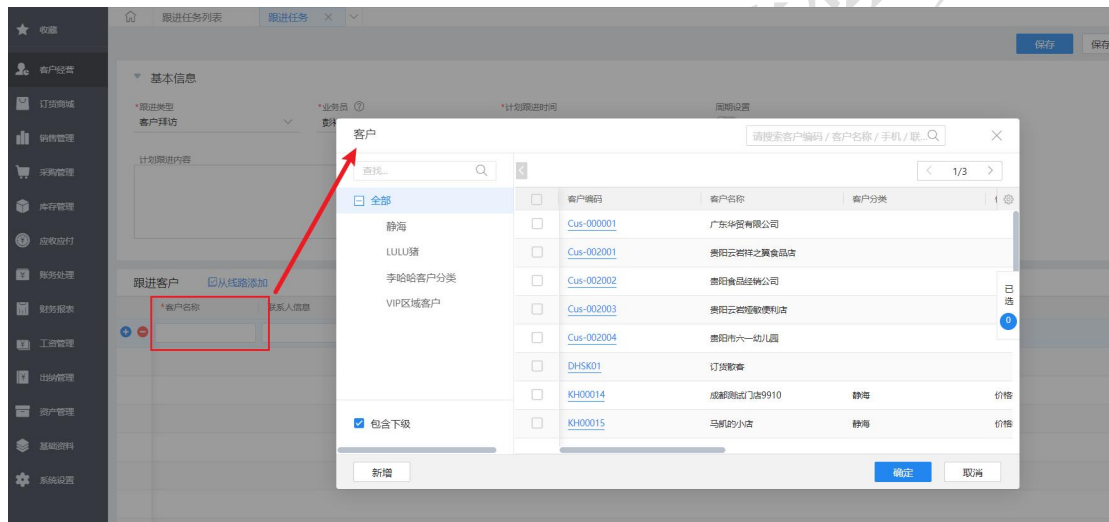 收藏
客户经营
订货商城
销售管理
采购管理
库存管理
应收应付
账务处理
财务报表
工资管理
出纳管理
资产管理
基础资料
系统设置
跟进任务列表
跟进任务
保存
保存
基本信息
*跟进类型
*业务员
*计划跟进时间
周期设置
客户拜访
计划跟进内容
跟进客户
从线路添加
*客户名称
联系人信息
客户
请搜索客户编码 / 客户名称 / 手机 / 联...
查找...
1/3
全部
静海
LULU猪
李哈哈客户分类
VIP区域客户
包含下级
客户编码 客户名称 客户分类
Cus-000001 广东华贸有限公司
Cus-002001 贵阳云岩祥之翼食品店
Cus-002002 贵阳食品经销公司
Cus-002003 贵阳云岩娅敏便利店
Cus-002004 贵阳市六一幼儿园
DHSK01 订货散客
KH00014 成都测试门店9910 静海 价格
KH00015 马凯的小店 静海 价格
已选
0
新增
确定
取消